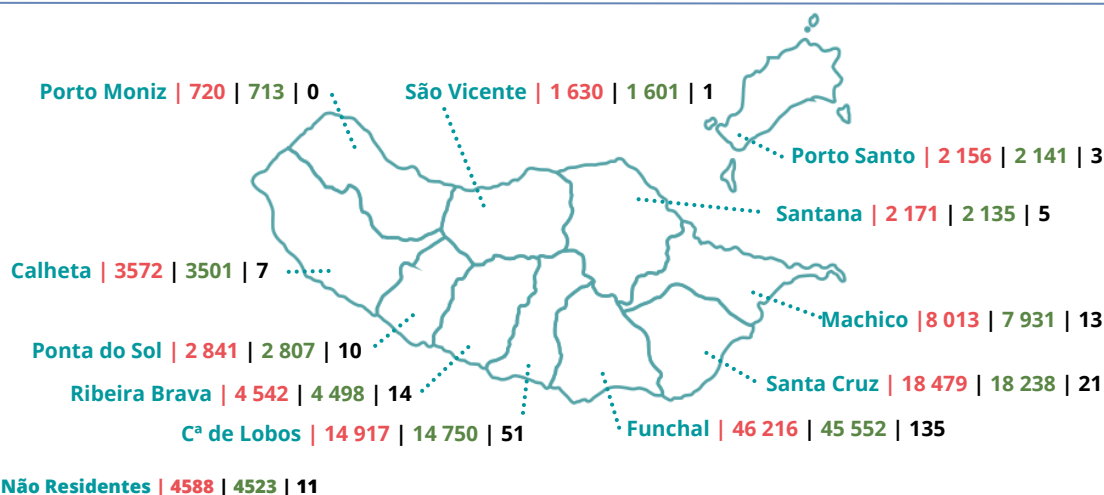 Porto Moniz | 720 | 713 | 0
São Vicente | 1 630 | 1 601 | 1
Porto Santo | 2 156 | 2 141 | 3
Santana | 2 171 | 2 135 | 5
Calheta | 3572 | 3501 | 7
Machico |8 013 | 7 931 | 13
Ponta do Sol | 2 841 | 2 807 | 10
Santa Cruz | 18 479 | 18 238 | 21
Ribeira Brava | 4 542 | 4 498 | 14
Cª de Lobos | 14 917 | 14 750 | 51
Funchal | 46 216 | 45 552 | 135
Não Residentes | 4588 | 4523 | 11